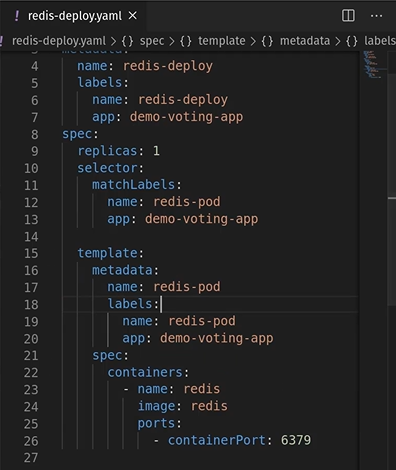 ! redis-deploy.yaml ×
! redis-deploy.yaml > {} spec > {} template > {} metadata > {} labels
3 metadata:
4 name: redis-deploy
5 labels:
6 name: redis-deploy
7 app: demo-voting-app
8 spec:
9 replicas: 1
10 selector:
11 matchLabels:
12 name: redis-pod
13 app: demo-voting-app
14
15 template:
16 metadata:
17 name: redis-pod
18 labels:
19 name: redis-pod
20 app: demo-voting-app
21 spec:
22 containers:
23 - name: redis
24 image: redis
25 ports:
26 - containerPort: 6379
27